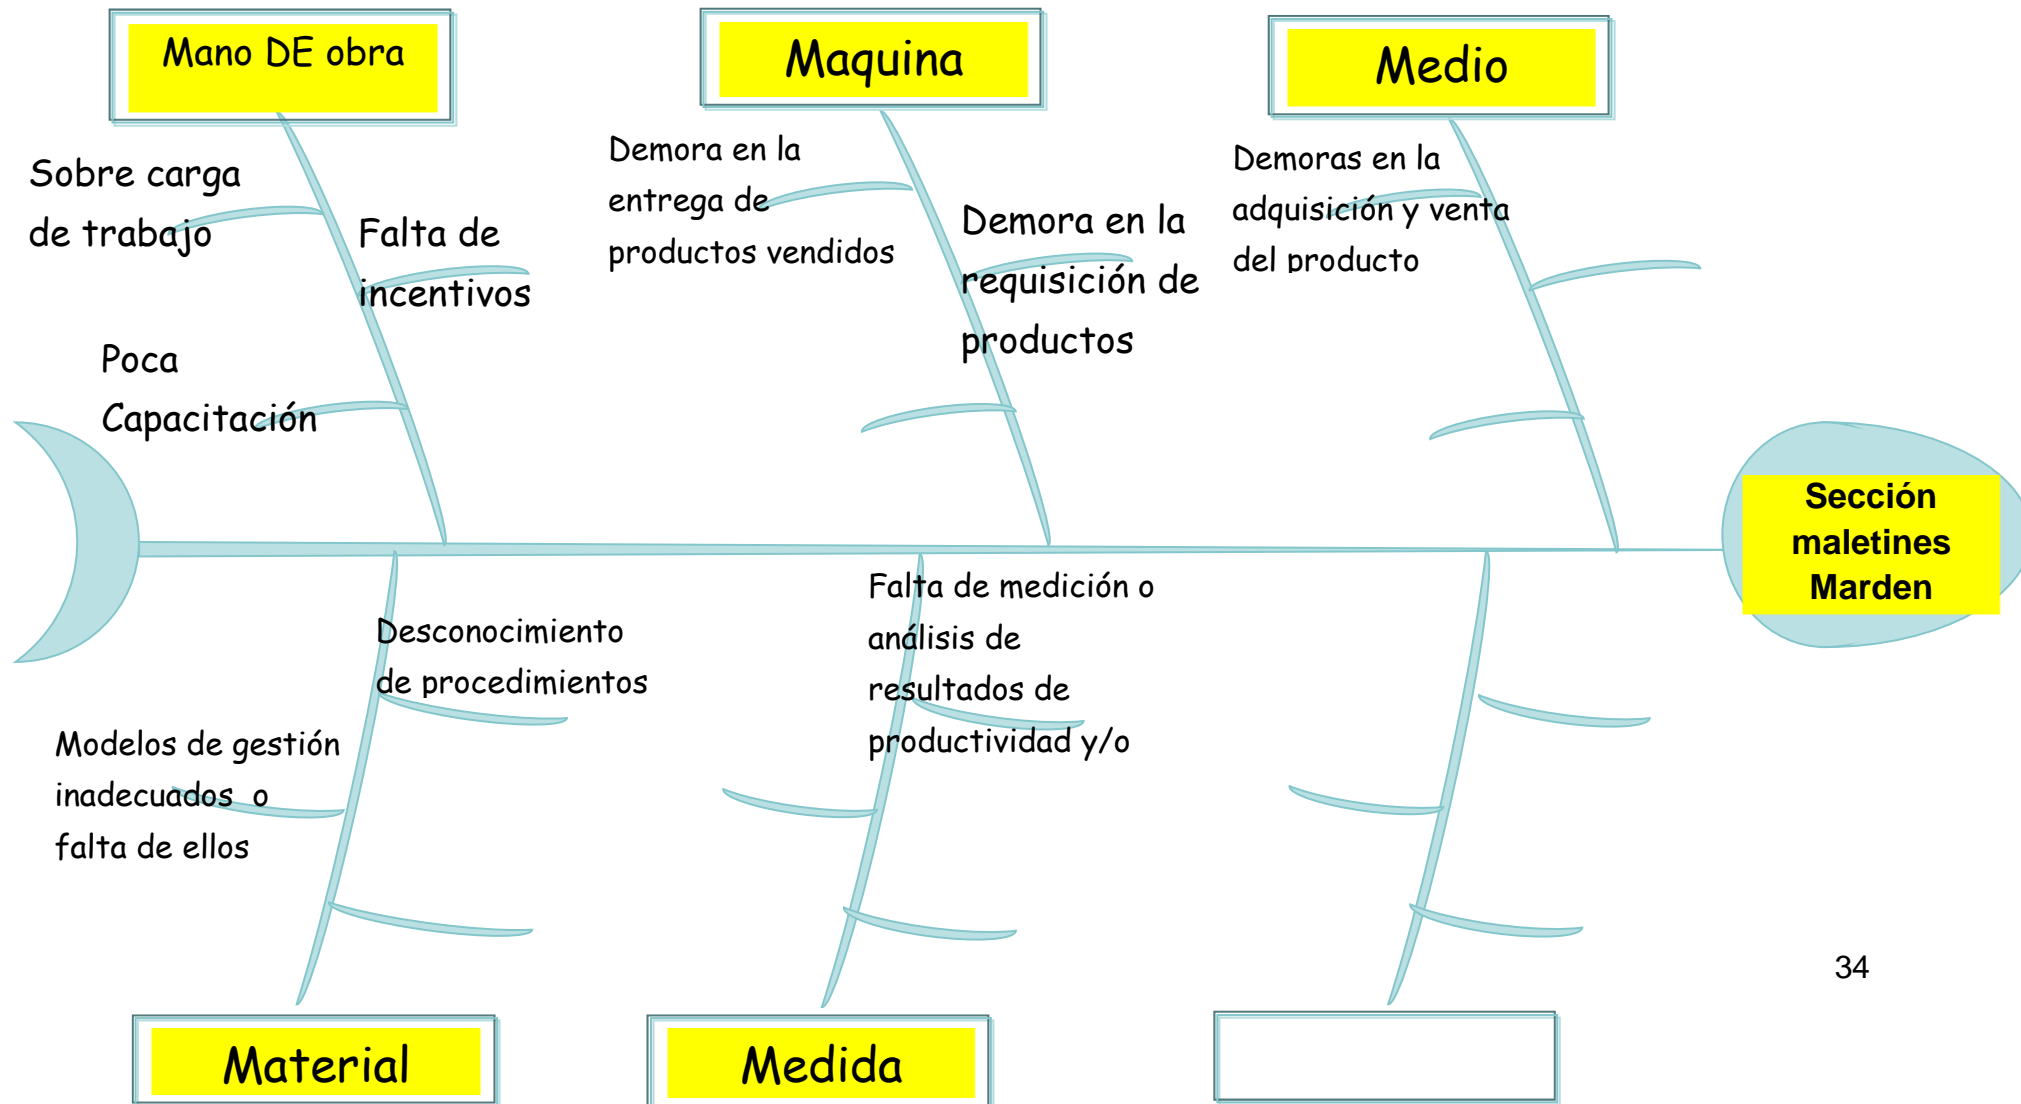 Mano DE obra
Maquina
Medio
Sobre carga
de trabajo
Falta de
incentivos
Poca
Capacitación
Demora en la
entrega de
productos vendidos
Demora en la
requisición de
productos
Demoras en la
adquisición y venta
del producto
Sección
maletines
Marden
Desconocimiento
de procedimientos
Modelos de gestión
inadecuados o
falta de ellos
Falta de medición o
análisis de
resultados de
productividad y/o
34
Material
Medida